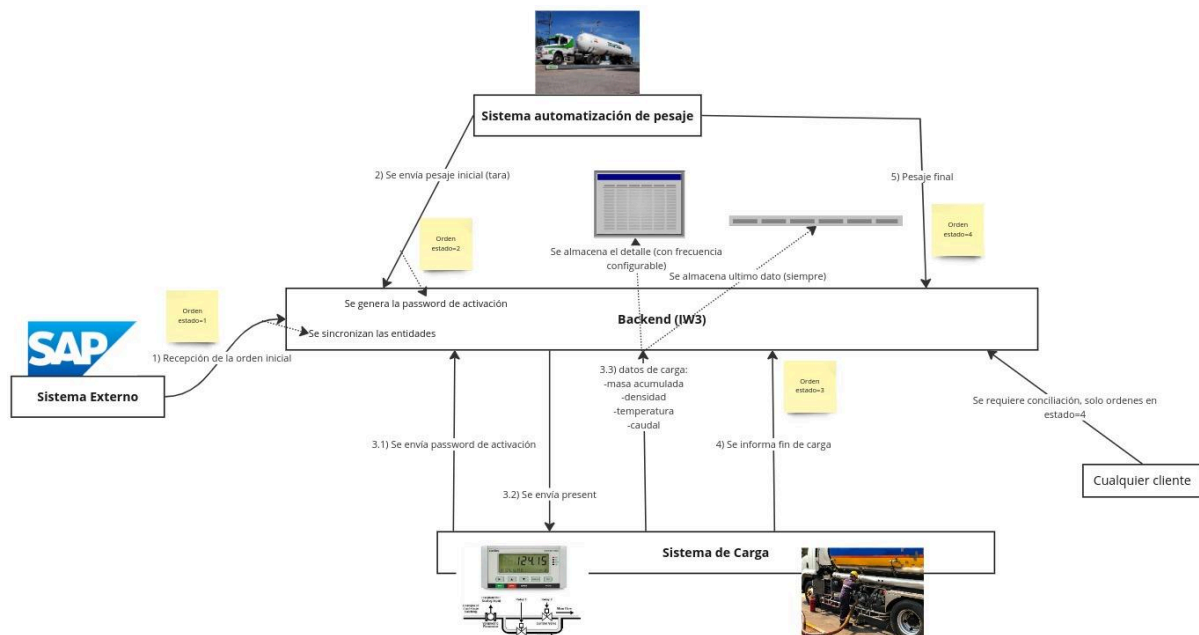 Sistema automatización de pesaje
2) Se envía pesaje inicial (tara)
5) Pesaje final
Orden
estado=2
Orden
estado=4
Se almacena el detalle (con frecuencia
configurable)
Se almacena ultimo dato (siempre)
Se genera la password de activación
Orden
estado=1
Backend (IW3)
Se sincronizan las entidades
SAP
1) Recepción de la orden inicial
Sistema Externo
3.3) datos de carga:
-masa acumulada
-densidad
-temperatura
-caudal
Orden
estado=3
Se requiere conciliación, solo ordenes en
estado=4
3.1) Se envía password de activación
4) Se informa fin de carga
Cualquier cliente
3.2) Se envía present
Sistema de Carga
124.15